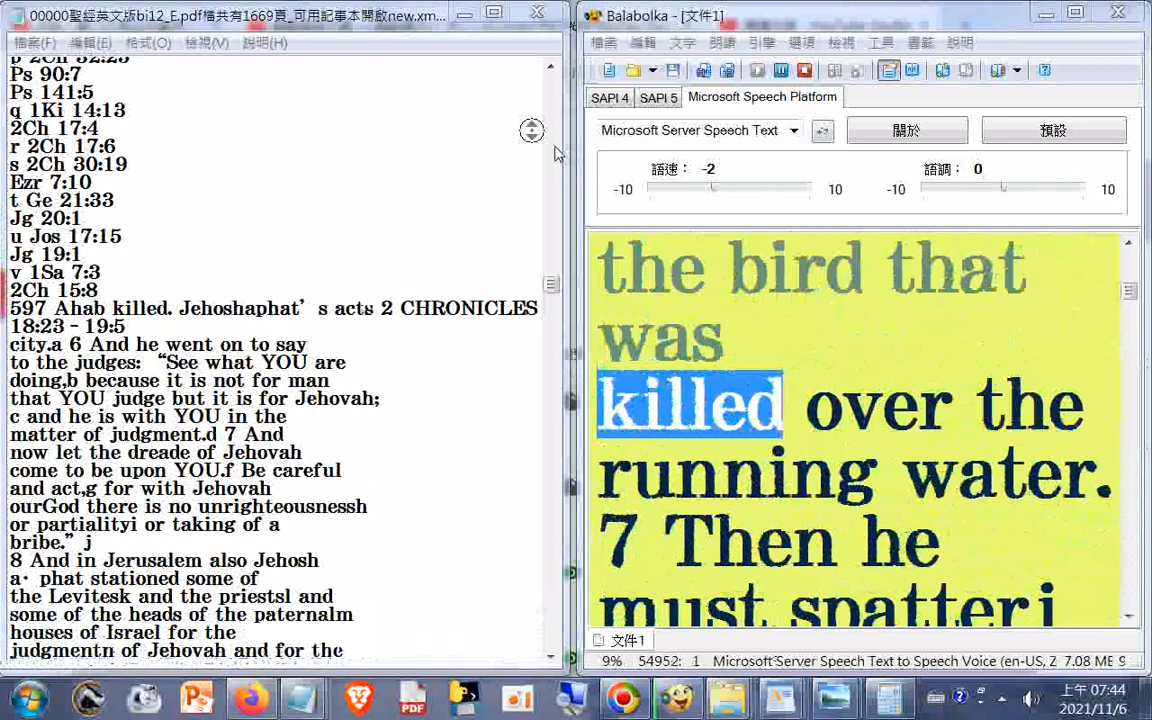 00000聖經英文版bi12_E.pdf檔共有1669頁_可用記事本開啟new.xm...
檔案(F) 編輯(E) 格式(O) 檢視(V) 說明(H)
p 2Ch 32:25
Ps 90:7
Ps 141:5
q 1Ki 14:13
2Ch 17:4
r 2Ch 17:6
s 2Ch 30:19
Ezr 7:10
t Ge 21:33
Jg 20:1
u Jos 17:15
Jg 19:1
v 1Sa 7:3
2Ch 15:8
597 Ahab killed. Jehoshaphat’s acts 2 CHRONICLES
18:23–19:5
city.a 6 And he went on to say
to the judges: “See what YOU are
doing,b because it is not for man
that YOU judge but it is for Jehovah;
c and he is with YOU in the
matter of judgment.d 7 And
now let the dreade of Jehovah
come to be upon YOU.f Be careful
and act,g for with Jehovah
ourGod there is no unrighteousnessh
or partialityi or taking of a
bribe.”j
8 And in Jerusalem also Jehosh
a·phat stationed some of
the Levitesk and the priestsl and
some of the heads of the paternalm
houses of Israel for the
judgmentn of Jehovah and for the
Balabolka - [文件1]
檔案 編輯 文字 朗讀 引擎 選項 檢視 工具 書籤 說明
SAPI 4 SAPI 5 Microsoft Speech Platform
Microsoft Server Speech Text 關於 預設
語速： -2 語調： 0
-10 10 -10 10
the bird that
was
killed over the
running water.
7 Then he
must spatteri
文件1
9% 54952: 1 Microsoft Server Speech Text to Speech Voice (en-US, Z 7.08 MB 9
上午 07:44
2021/11/6